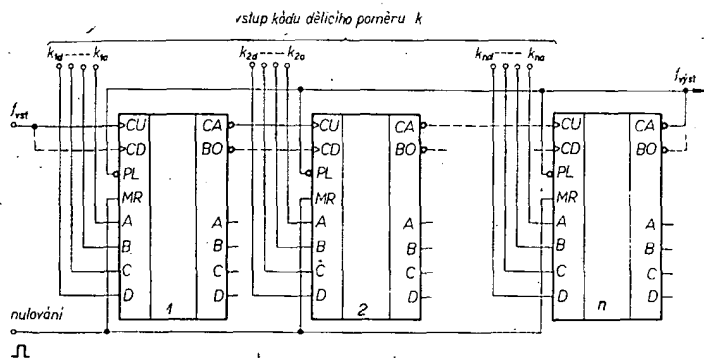 vstup kódu dělicího poměru k
k1d k1a k2d k2a knd kna
fvst fvýst
CU CA CU CA CU CA
CD BO CD BO CD BO
PL PL PL
MR MR MR
A A A A A A
B B B B B B
C C C C C C
D D D D D D
1 2 n
nulování